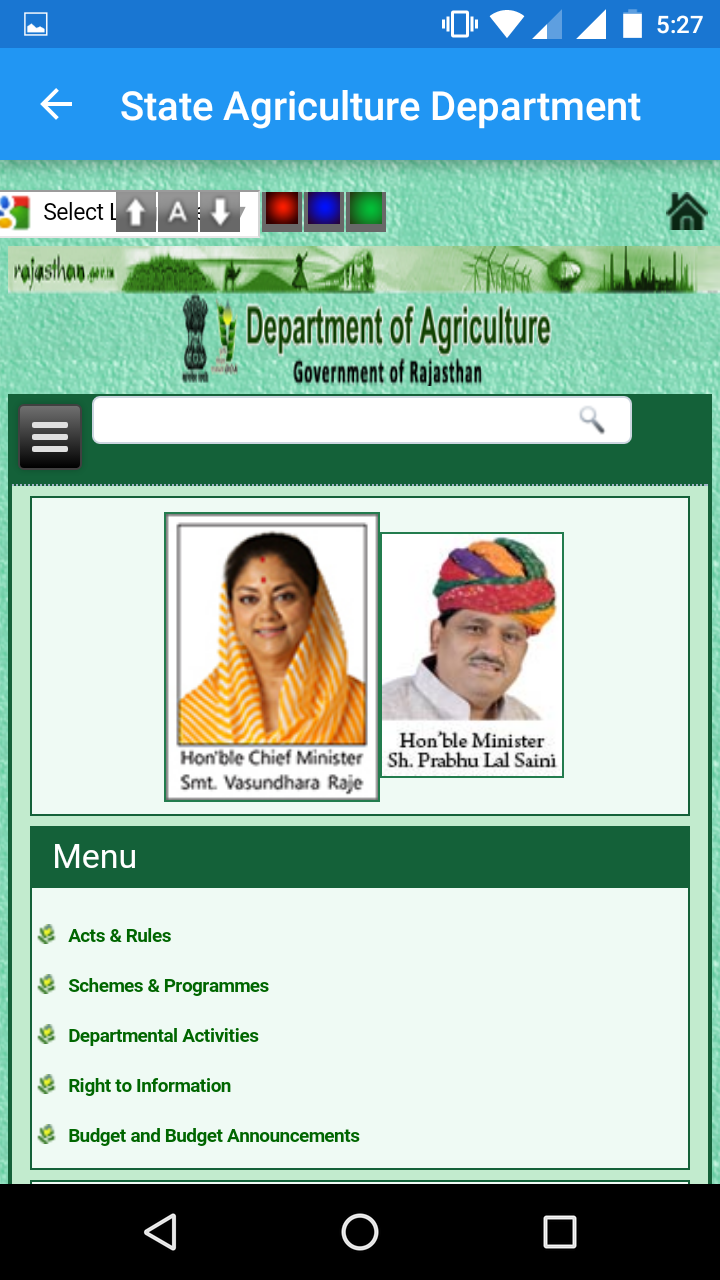 5:27
State Agriculture Department
Select L
A
rajasthan.gov.in
Department of Agriculture
Government of Rajasthan
Hon'ble Chief Minister
Smt. Vasundhara Raje
Hon'ble Minister
Sh. Prabhu Lal Saini
Menu
Acts & Rules
Schemes & Programmes
Departmental Activities
Right to Information
Budget and Budget Announcements